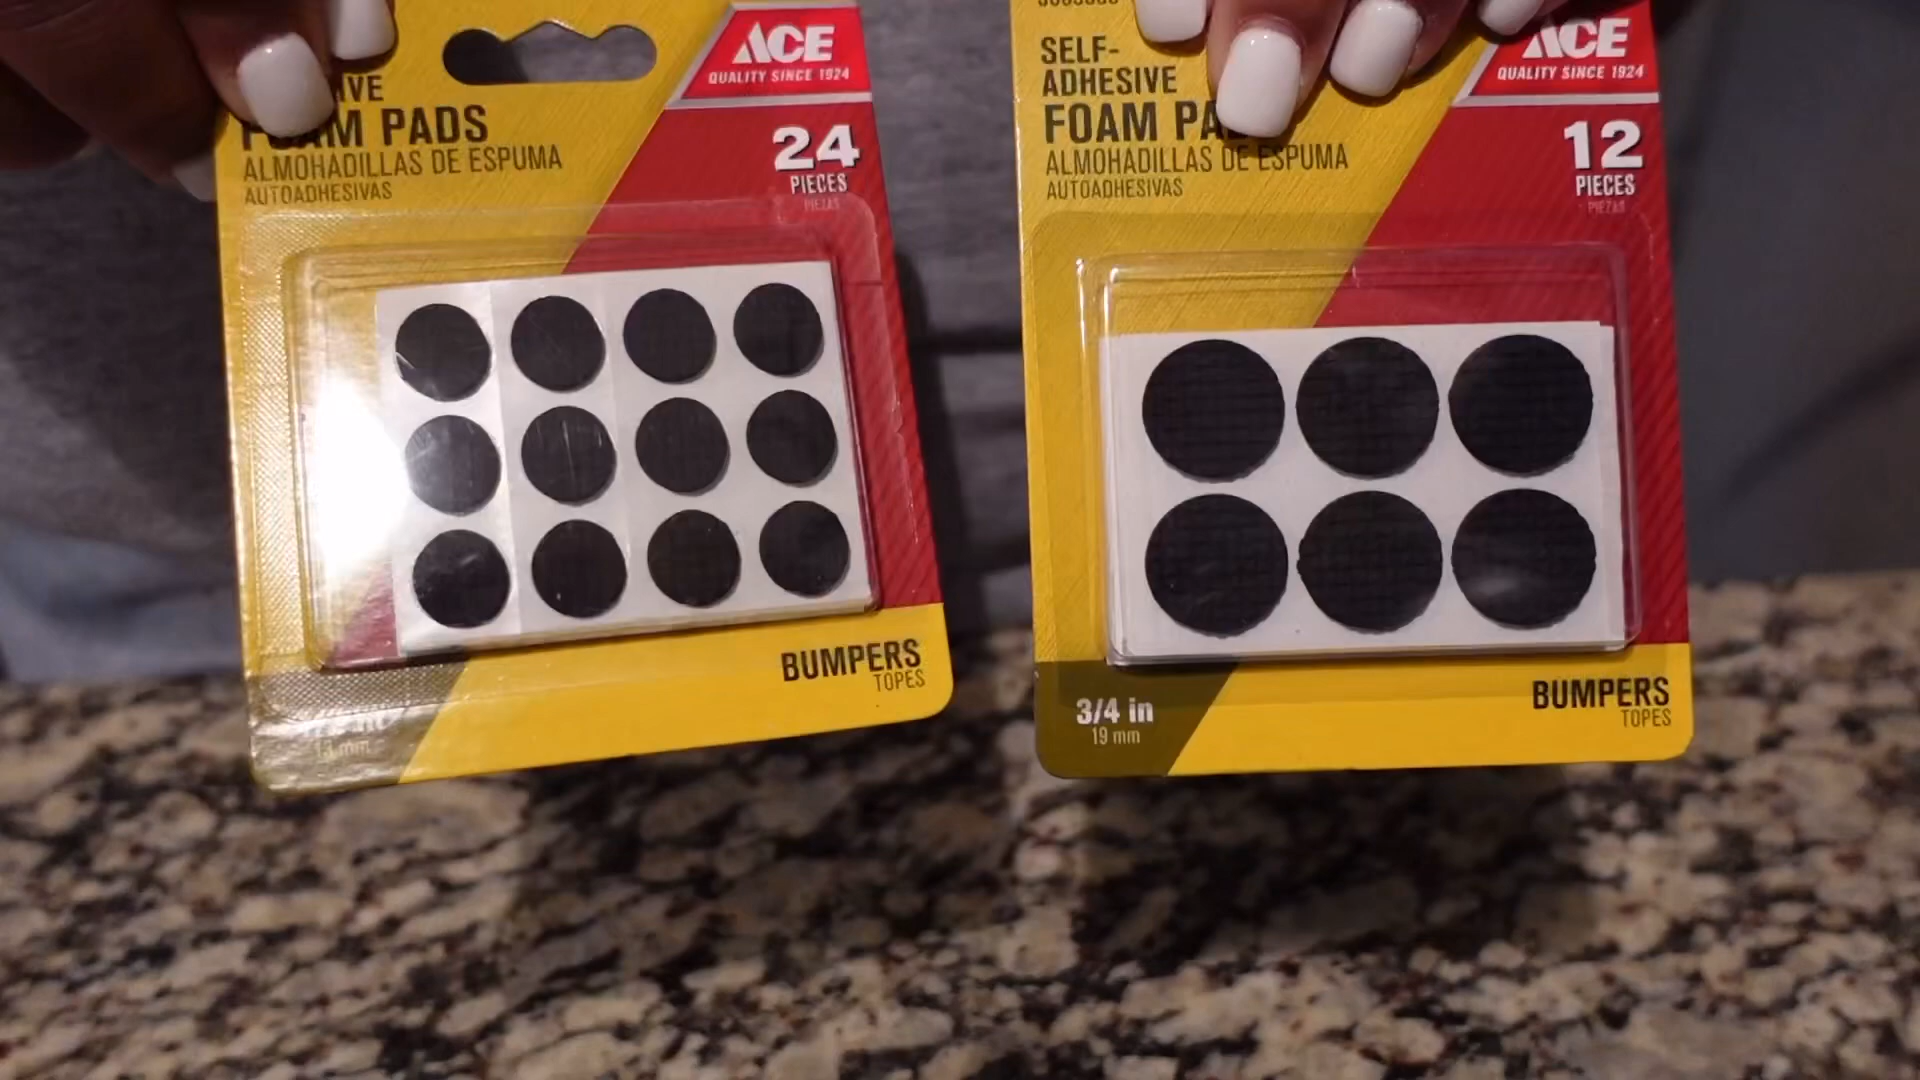 ACE
QUALITY SINCE 1924
FOAM PADS
ALMOHADILLAS DE ESPUMA
AUTOADHESIVAS
24
PIECES
PIEZAS
BUMPERS
TOPES
13 mm
SELF-
ADHESIVE
FOAM
ALMOHADILLAS DE ESPUMA
AUTOADHESIVAS
ACE
QUALITY SINCE 1924
12
PIECES
PIEZAS
3/4 in
19 mm
BUMPERS
TOPES